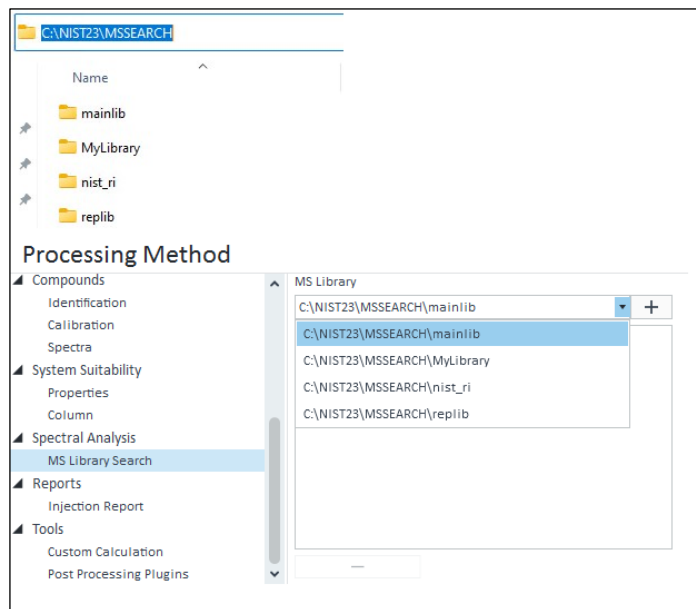 C:\NIST23\MSSEARCH
Name
mainlib
MyLibrary
nist_ri
replib
Processing Method
Compounds
Identification
Calibration
Spectra
System Suitability
Properties
Column
Spectral Analysis
MS Library Search
Reports
Injection Report
Tools
Custom Calculation
Post Processing Plugins
MS Library
C:\NIST23\MSSEARCH\mainlib
C:\NIST23\MSSEARCH\mainlib
C:\NIST23\MSSEARCH\MyLibrary
C:\NIST23\MSSEARCH\nist_ri
C:\NIST23\MSSEARCH\replib